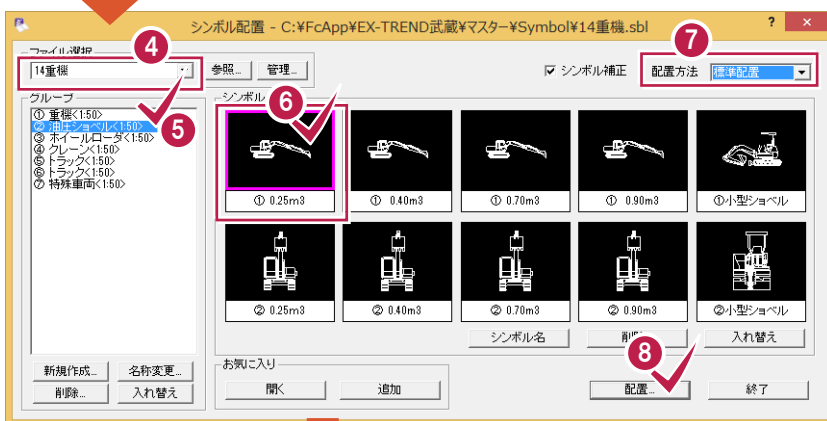 シンボル配置 - C:¥FcApp¥EX-TREND武蔵¥マスター¥Symbol¥14重機.sbl
? ×
ファイル選択
4
14重機
参照...
管理...
シンボル補正
7
配置方法
標準配置
グループ
① 重機<1:50>
② 油圧ショベル<1:50>
③ ホイールローダ<1:50>
④ クレーン<1:50>
⑤ トラック<1:50>
⑥ トラック<1:50>
⑦ 特殊車両<1:50>
5
シンボル
6
① 0.25m3
① 0.40m3
① 0.70m3
① 0.90m3
①小型ショベル
② 0.25m3
② 0.40m3
② 0.70m3
② 0.90m3
②小型ショベル
シンボル名
削
入れ替え
8
新規作成...
名称変更...
削除...
入れ替え
お気に入り
開く
追加
配置...
終了